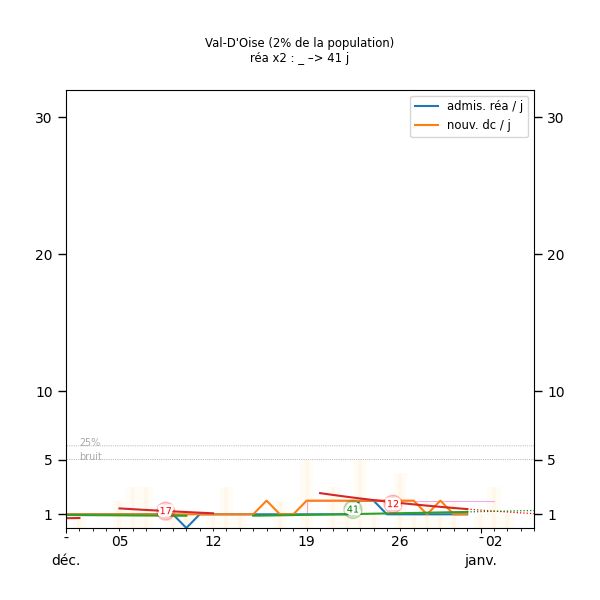 Val-D'Oise (2% de la population)
réa x2 : _ –> 41 j
admis. réa / j
nouv. dc / j
30 30
20 20
10 10
25%
bruit
5 5
17 41 12
1 1
- 05 12 19 26 - 02
déc. janv.